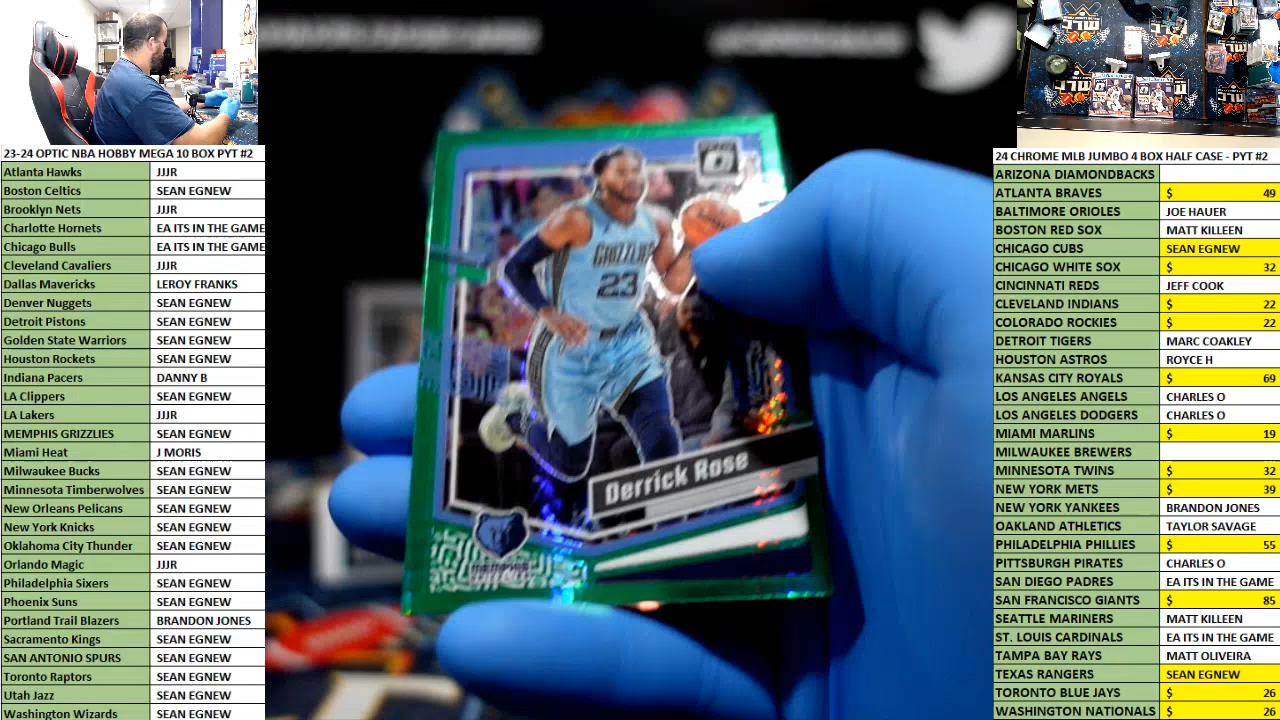 23-24 OPTIC NBA HOBBY MEGA 10 BOX PYT #2
Atlanta Hawks JJJR
Boston Celtics SEAN EGNEW
Brooklyn Nets JJJR
Charlotte Hornets EA ITS IN THE GAME
Chicago Bulls EA ITS IN THE GAME
Cleveland Cavaliers JJJR
Dallas Mavericks LEROY FRANKS
Denver Nuggets SEAN EGNEW
Detroit Pistons SEAN EGNEW
Golden State Warriors SEAN EGNEW
Houston Rockets SEAN EGNEW
Indiana Pacers DANNY B
LA Clippers SEAN EGNEW
LA Lakers JJJR
MEMPHIS GRIZZLIES SEAN EGNEW
Miami Heat J MORIS
Milwaukee Bucks SEAN EGNEW
Minnesota Timberwolves SEAN EGNEW
New Orleans Pelicans SEAN EGNEW
New York Knicks SEAN EGNEW
Oklahoma City Thunder SEAN EGNEW
Orlando Magic JJJR
Philadelphia Sixers SEAN EGNEW
Phoenix Suns SEAN EGNEW
Portland Trail Blazers BRANDON JONES
Sacramento Kings SEAN EGNEW
SAN ANTONIO SPURS SEAN EGNEW
Toronto Raptors SEAN EGNEW
Utah Jazz SEAN EGNEW
Washington Wizards SEAN EGNEW
GRIZZLIES
23
Derrick Rose
MEMPHIS
24 CHROME MLB JUMBO 4 BOX HALF CASE - PYT #2
ARIZONA DIAMONDBACKS
ATLANTA BRAVES $ 49
BALTIMORE ORIOLES JOE HAUER
BOSTON RED SOX MATT KILLEEN
CHICAGO CUBS SEAN EGNEW
CHICAGO WHITE SOX $ 32
CINCINNATI REDS JEFF COOK
CLEVELAND INDIANS $ 22
COLORADO ROCKIES $ 22
DETROIT TIGERS MARC COAKLEY
HOUSTON ASTROS ROYCE H
KANSAS CITY ROYALS $ 69
LOS ANGELES ANGELS CHARLES O
LOS ANGELES DODGERS CHARLES O
MIAMI MARLINS $ 19
MILWAUKEE BREWERS
MINNESOTA TWINS $ 32
NEW YORK METS $ 39
NEW YORK YANKEES BRANDON JONES
OAKLAND ATHLETICS TAYLOR SAVAGE
PHILADELPHIA PHILLIES $ 55
PITTSBURGH PIRATES CHARLES O
SAN DIEGO PADRES EA ITS IN THE GAME
SAN FRANCISCO GIANTS $ 85
SEATTLE MARINERS MATT KILLEEN
ST. LOUIS CARDINALS EA ITS IN THE GAME
TAMPA BAY RAYS MATT OLIVEIRA
TEXAS RANGERS SEAN EGNEW
TORONTO BLUE JAYS $ 26
WASHINGTON NATIONALS $ 26